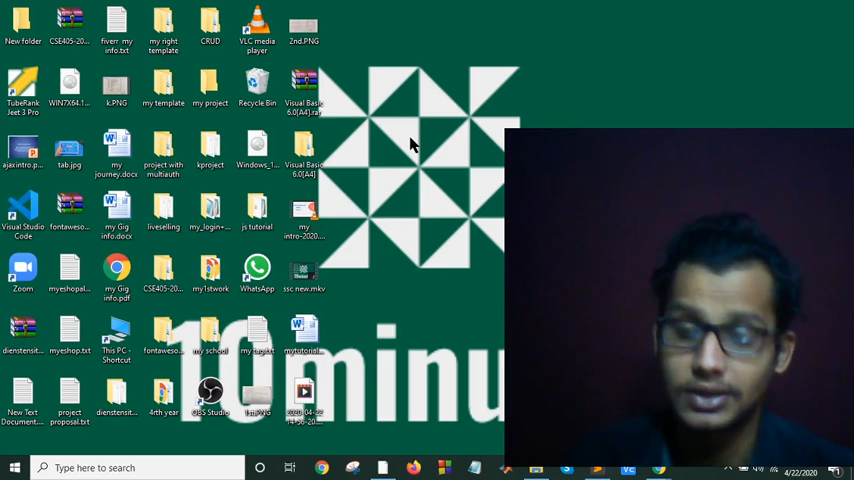 New folder
CSE405-20...
fiverr my
info.txt
my right
template
CRUD
VLC media
player
2nd.PNG
TubeRank
Jeet 3 Pro
WIN7X64.1...
k.PNG
my template
my project
Recycle Bin
Visual Basic
6.0[A4].rar
ajaxintro.p...
tab.jpg
my
journey.docx
project with
multiauth
kproject
Windows_1...
Visual Basic
6.0[A4]
Visual Studio
Code
fontaweso...
my Gig
info.docx
liveselling
my_login+...
js tutorial
my
intro-2020...
Zoom
myeshopal...
my Gig
info.pdf
CSE405-20...
my1stwork
WhatsApp
ssc new.mkv
dienstensit...
myeshop.txt
This PC -
Shortcut
fontaweso...
my school
my tag.txt
mytutorial...
New Text
Document...
project
proposal.txt
dienstensit...
4rth year
OBS Studio
1st.PNG
2020-04-22
14-36-20...
10 minu
Type here to search
4/22/2020